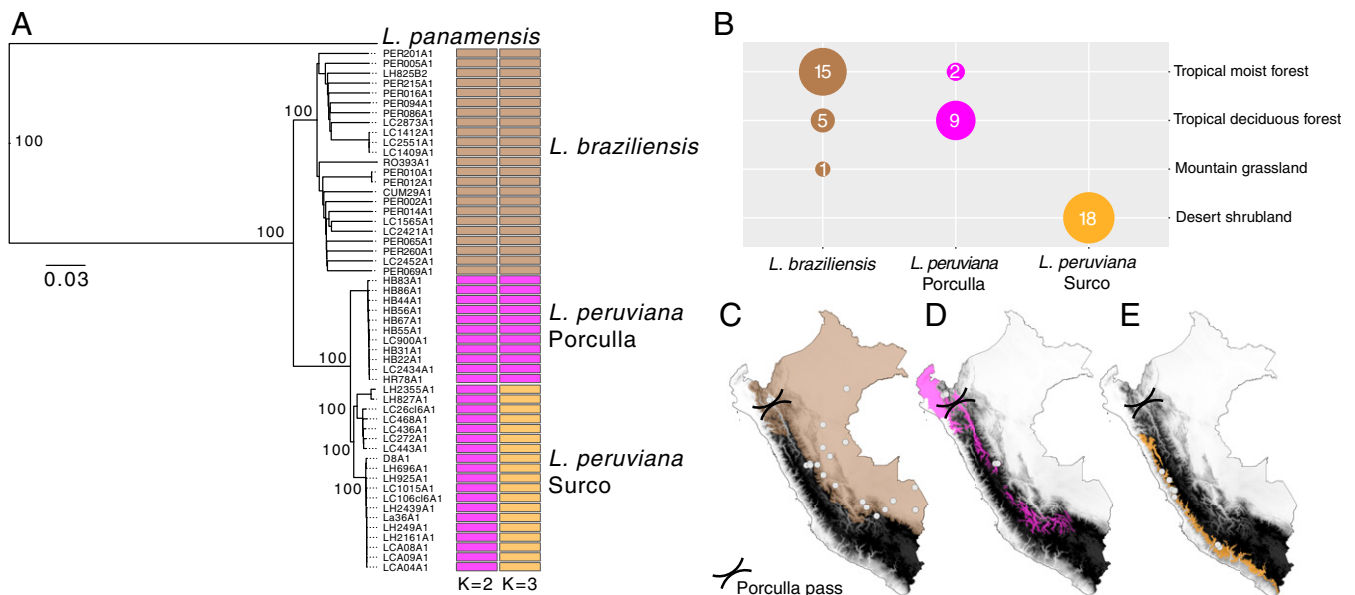 A
L. panamensis
PER201A1
PER005A1
LH825B2
PER215A1
PER016A1
PER094A1
PER086A1
LC2873A1
LC1412A1
LC2551A1
LC1409A1
RO393A1
PER010A1
PER012A1
CUM29A1
PER002A1
PER014A1
LC1565A1
LC2421A1
PER065A1
PER260A1
LC2452A1
PER069A1
HB83A1
HB86A1
HB44A1
HB56A1
HB67A1
HB55A1
LC900A1
HB31A1
HB22A1
LC2434A1
HR78A1
LH2355A1
LH827A1
LC26cl6A1
LC468A1
LC436A1
LC272A1
LC443A1
D8A1
LH696A1
LH925A1
LC1015A1
LC106cl6A1
LH2439A1
La36A1
LH249A1
LH2161A1
LCA08A1
LCA09A1
LCA04A1
100
100
100
100
100
100
100
0.03
L. braziliensis
L. peruviana
Porculla
L. peruviana
Surco
K=2 K=3
B
15 2 Tropical moist forest
5 9 Tropical deciduous forest
1 Mountain grassland
18 Desert shrubland
L. braziliensis
L. peruviana
Porculla
L. peruviana
Surco
C D E
Porculla pass